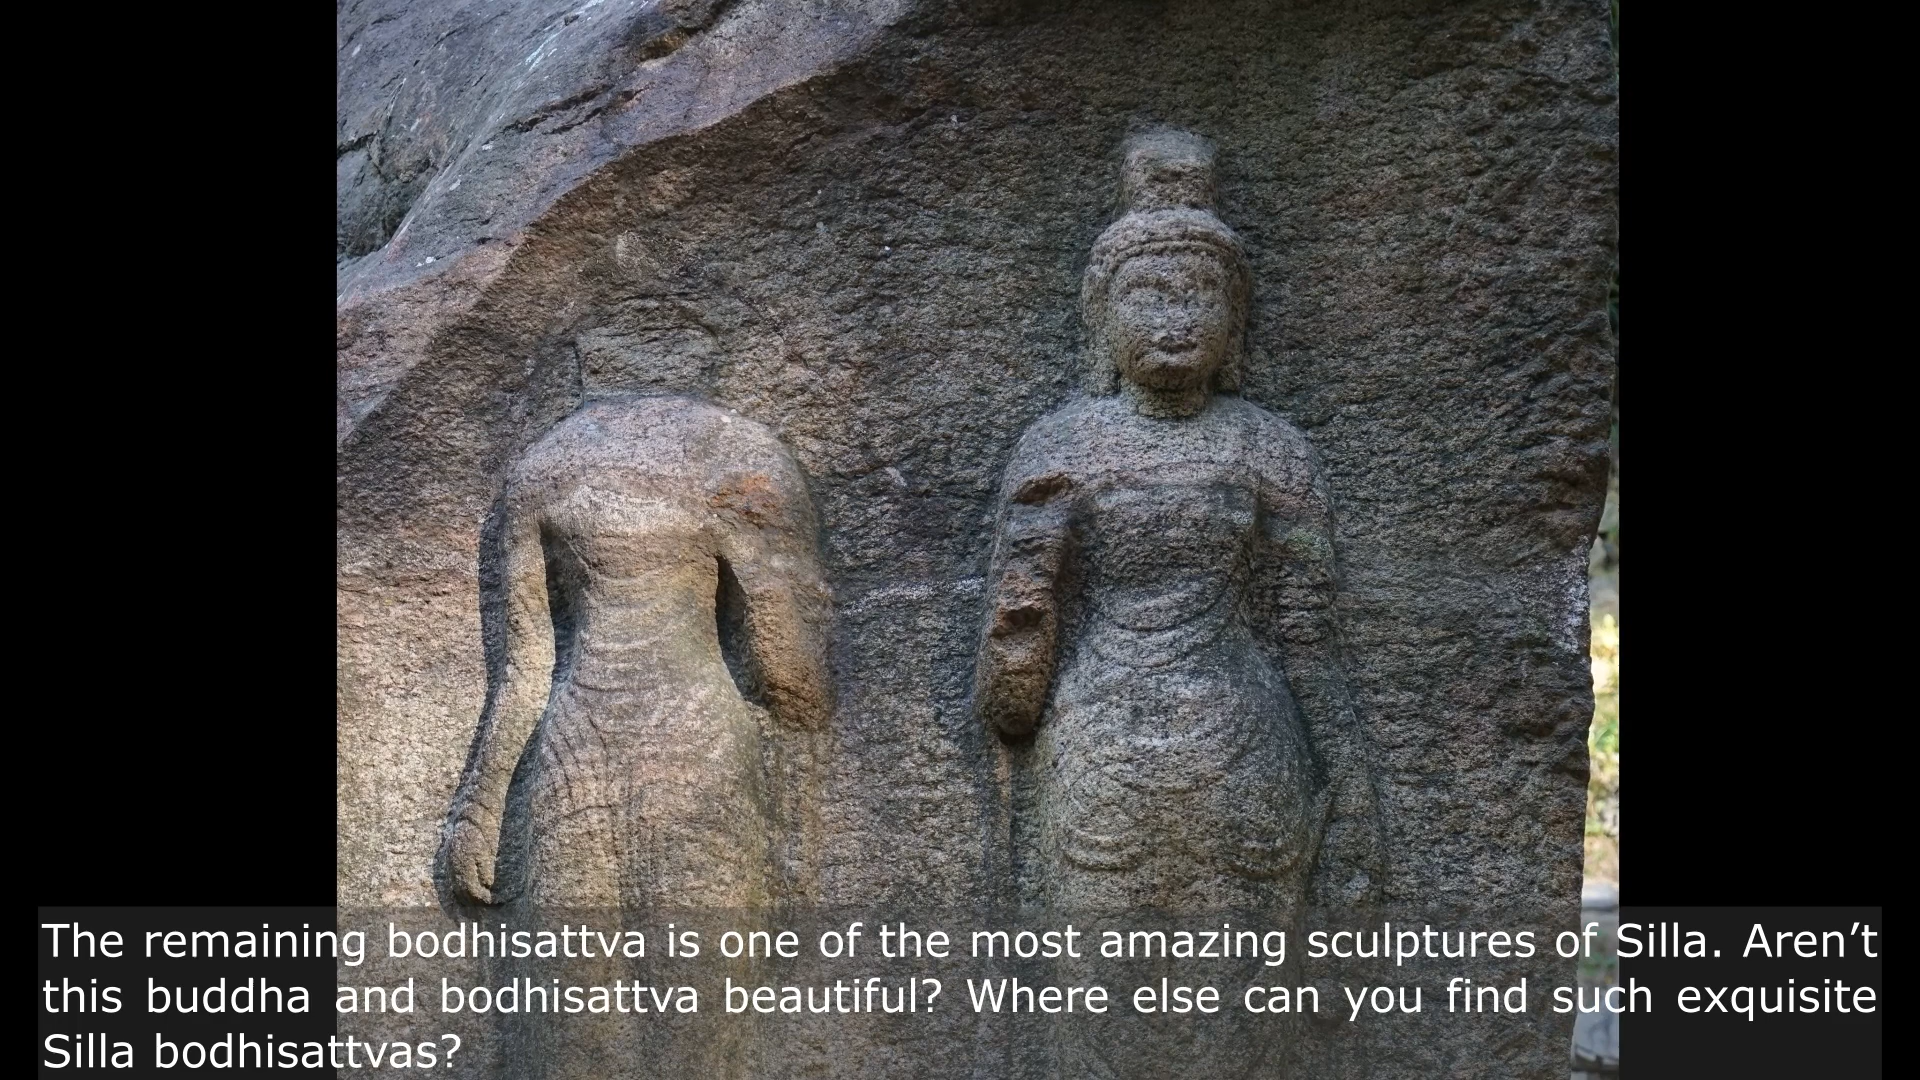 The remaining bodhisattva is one of the most amazing sculptures of Silla. Aren’t
this buddha and bodhisattva beautiful? Where else can you find such exquisite
Silla bodhisattvas?